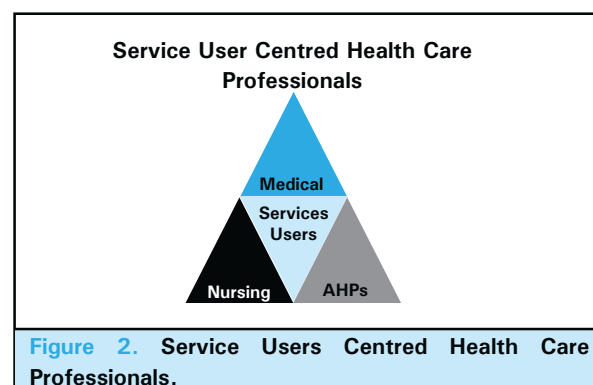 Service User Centred Health Care
Professionals
Medical
Services
Users
Nursing
AHPs
Figure 2. Service Users Centred Health Care
Professionals.